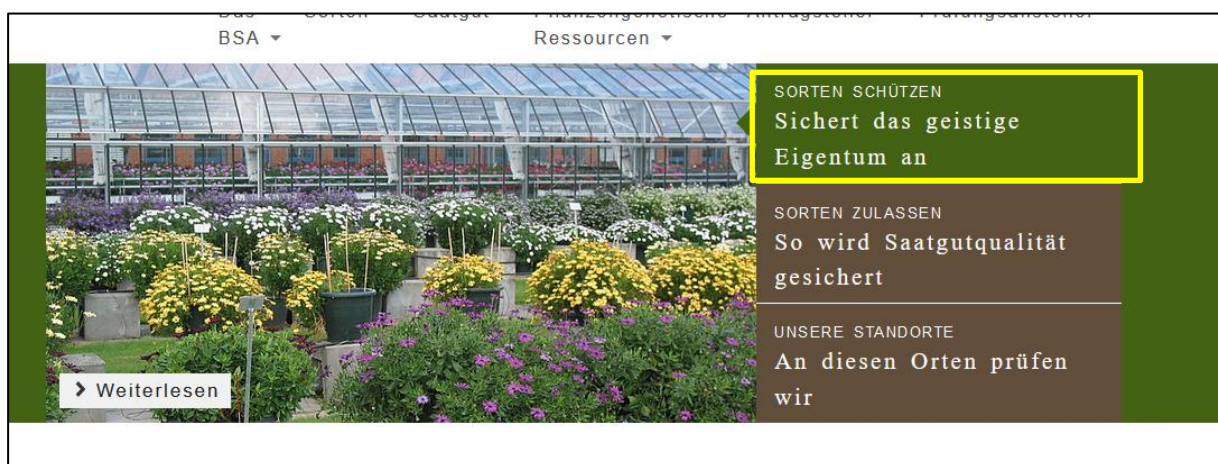 BSA
Ressourcen
SORTEN SCHÜTZEN
Sichert das geistige
Eigentum an
SORTEN ZULASSEN
So wird Saatgutqualität
gesichert
UNSERE STANDORTE
An diesen Orten prüfen
wir
Weiterlesen